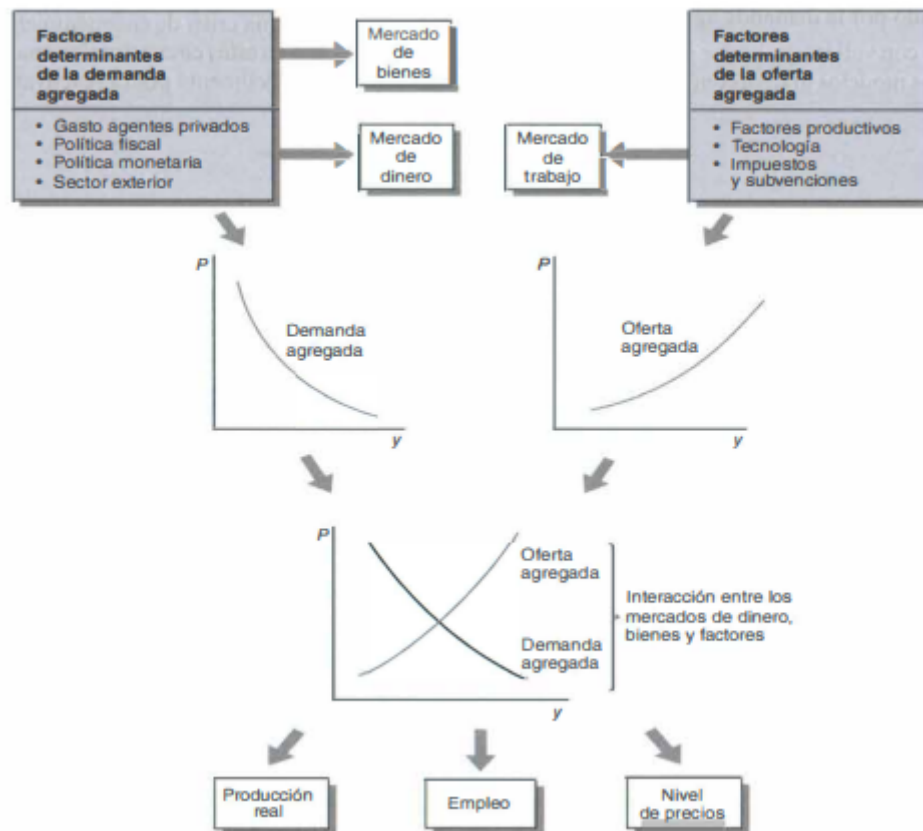 Factores
determinantes
de la demanda
agregada
• Gasto agentes privados
• Política fiscal
• Política monetaria
• Sector exterior
Mercado
de
bienes
Mercado
de
dinero
Mercado
de
trabajo
Factores
determinantes
de la oferta
agregada
• Factores productivos
• Tecnología
• Impuestos
y subvenciones
P
Demanda
agregada
y
P
Oferta
agregada
y
P
Oferta
agregada
Demanda
agregada
y
Interacción entre los
mercados de dinero,
bienes y factores
Producción
real
Empleo
Nivel
de precios